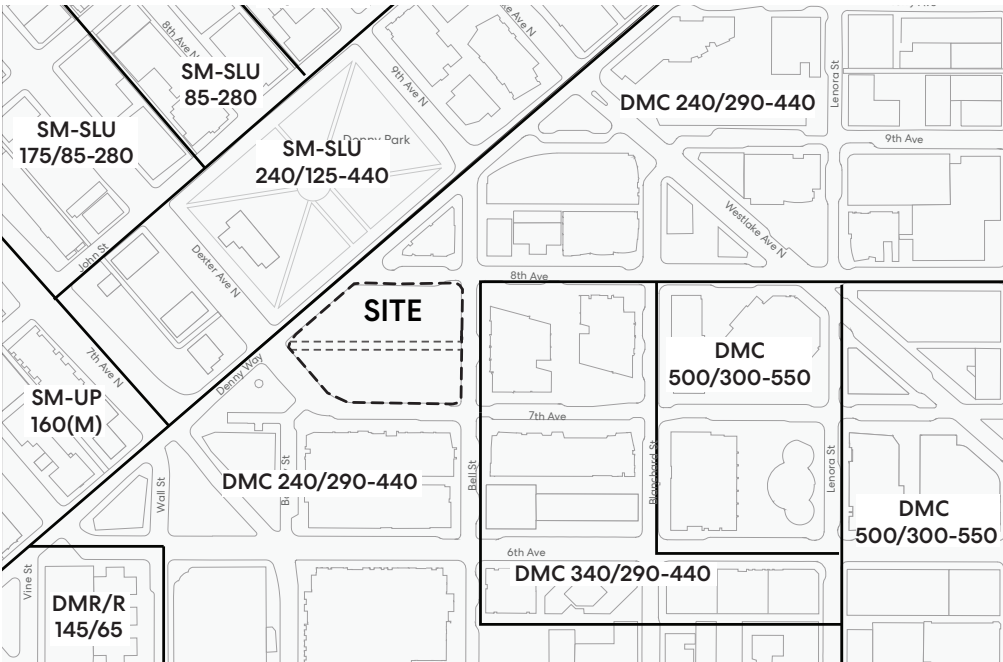 8th Ave N
ke Ave N
SM-SLU
85-280
9th Ave N
Lenora St
DMC 240/290-440
SM-SLU
175/85-280
Denny Park
SM-SLU
240/125-440
9th Ave
Westlake Ave N
John St
Dexter Ave N
8th Ave
SITE
7th Ave N
Denny Way
DMC
500/300-550
SM-UP
160(M)
7th Ave
DMC 240/290-440
Wall St
Bell St
Blanchard St
Lenora St
DMC
500/300-550
6th Ave
DMC 340/290-440
Vine St
DMR/R
145/65